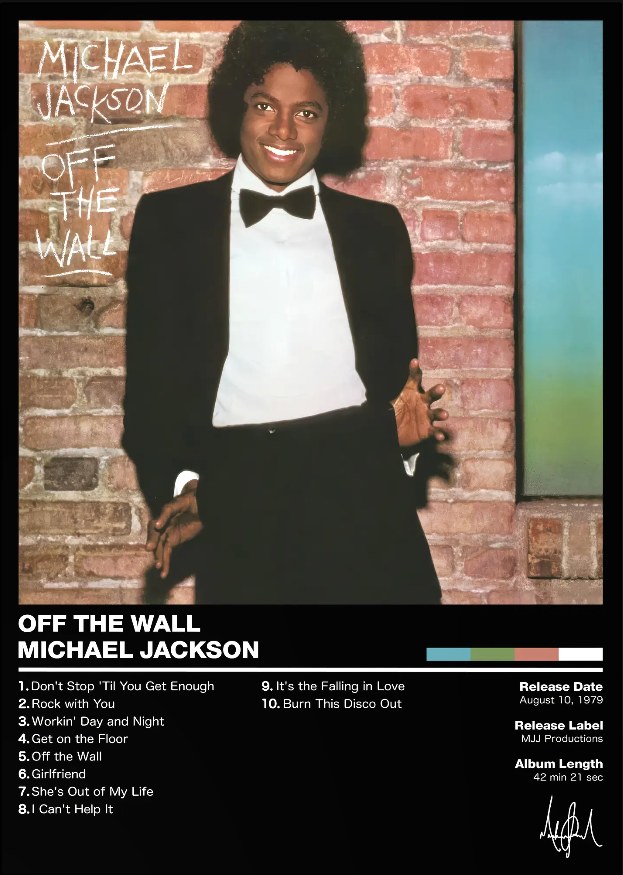 MICHAEL
JACKSON
OFF
THE
WALL
OFF THE WALL
MICHAEL JACKSON
1. Don't Stop 'Til You Get Enough
2. Rock with You
3. Workin' Day and Night
4. Get on the Floor
5. Off the Wall
6. Girlfriend
7. She's Out of My Life
8. I Can't Help It
9. It's the Falling in Love
10. Burn This Disco Out
Release Date
August 10, 1979
Release Label
MJJ Productions
Album Length
42 min 21 sec